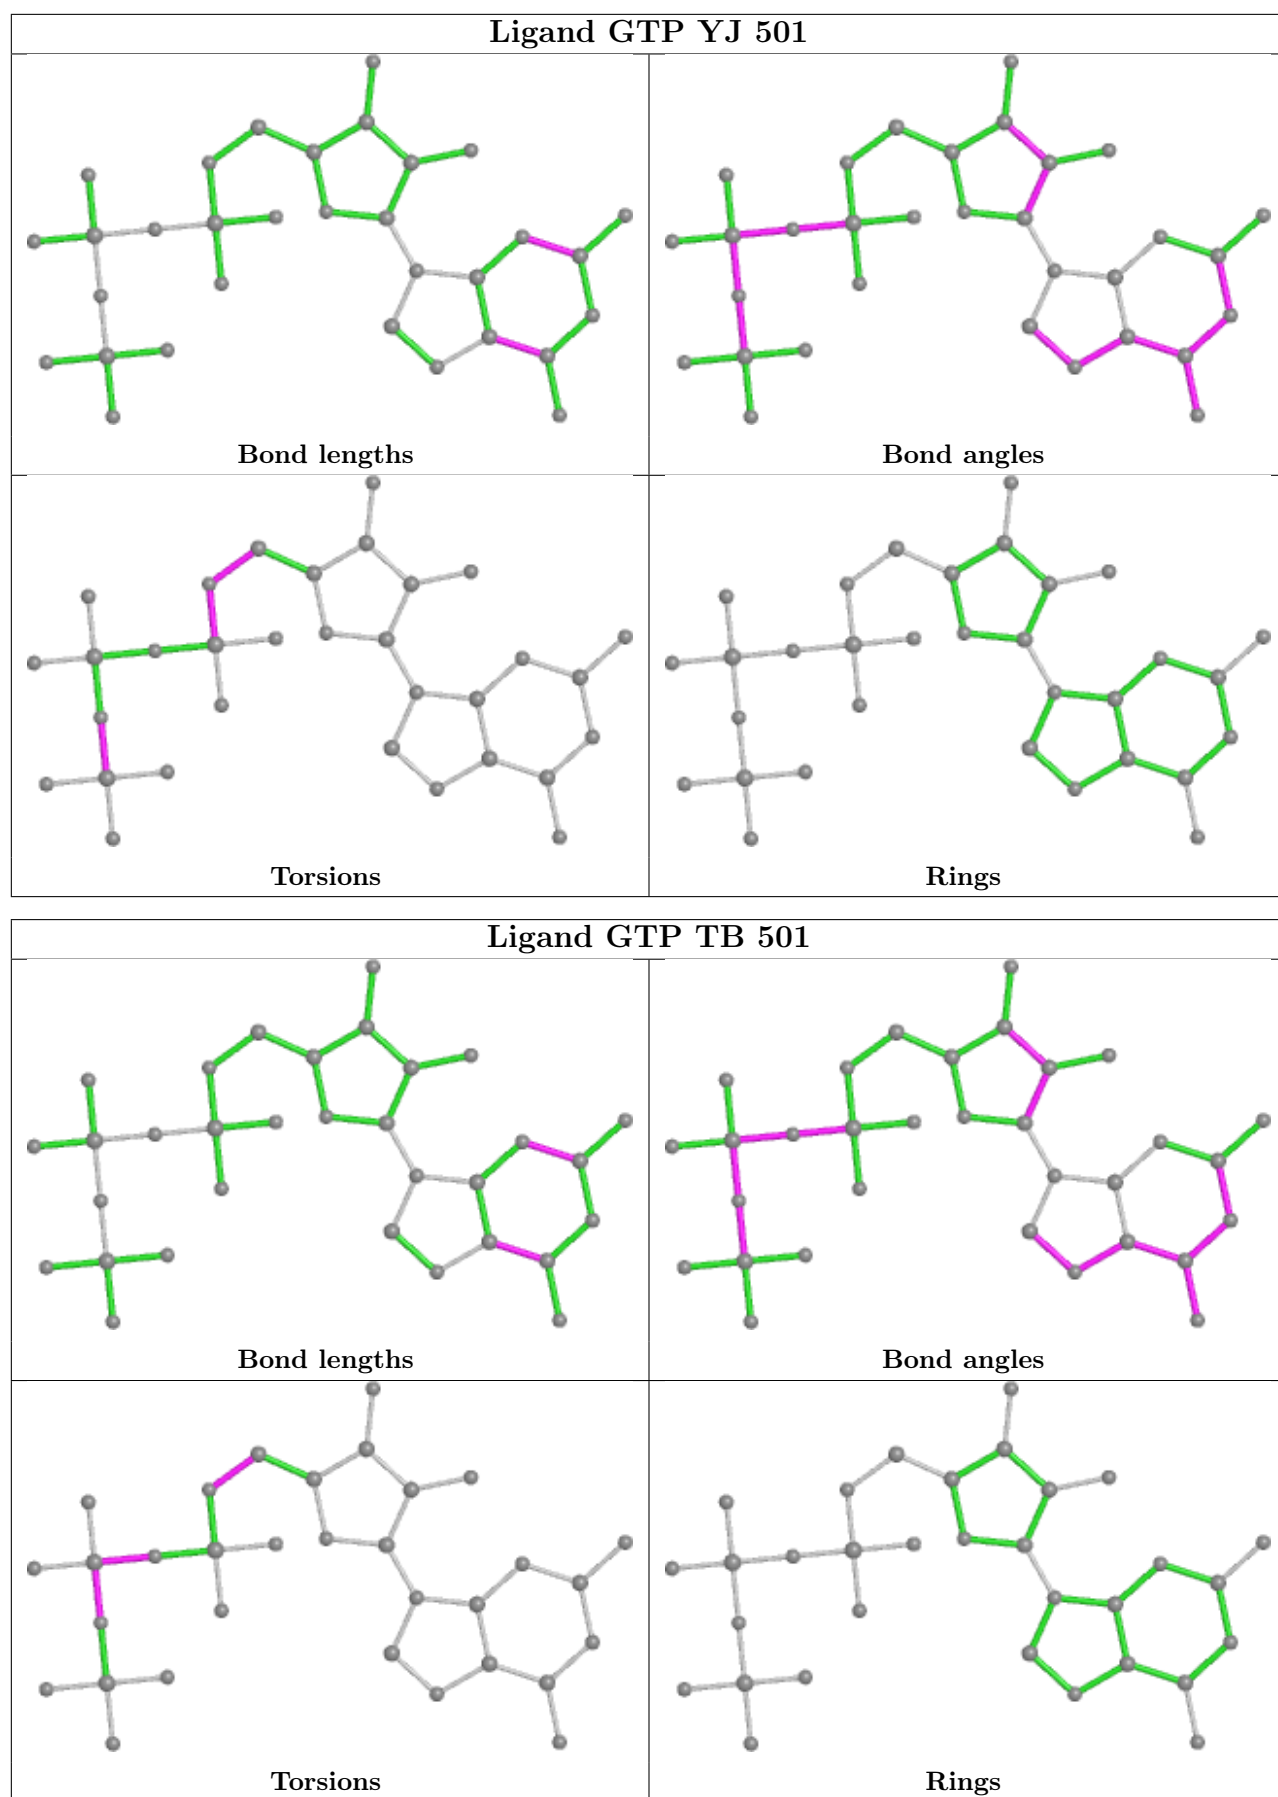 Ligand GTP YJ 501
Bond lengths
Bond angles
Torsions
Rings
Ligand GTP TB 501
Bond lengths
Bond angles
Torsions
Rings